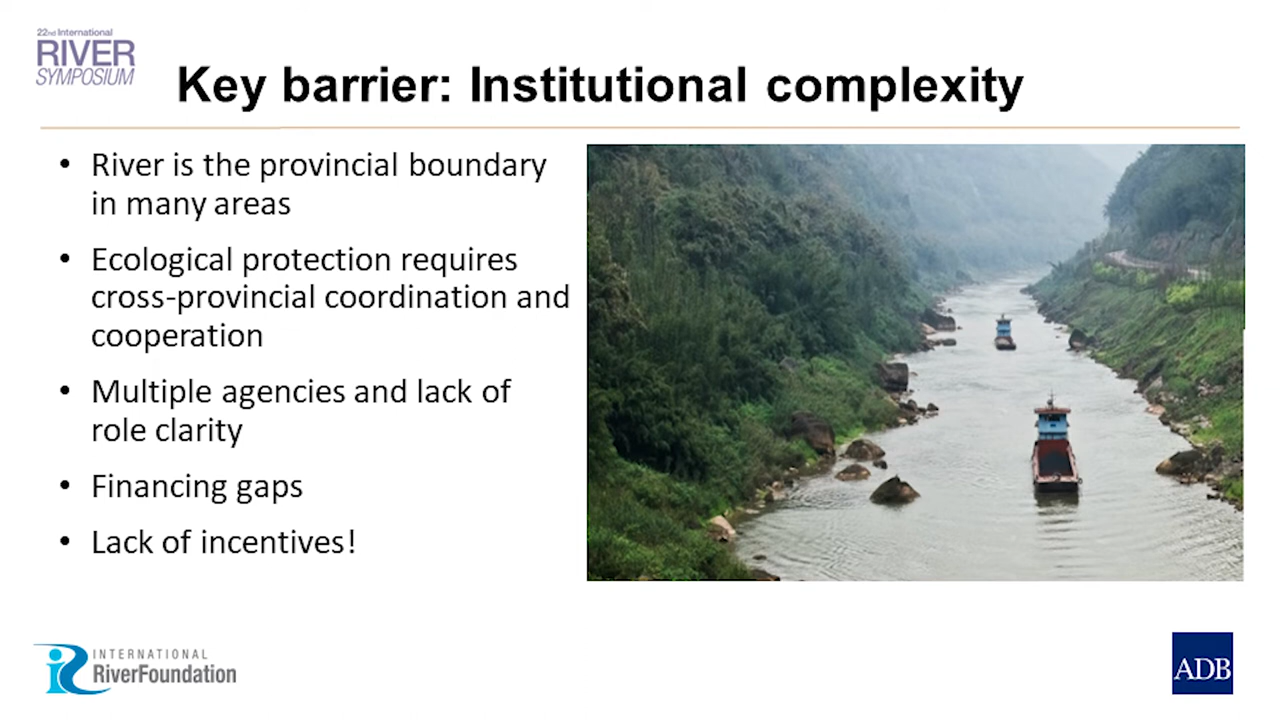 22nd International
RIVER
SYMPOSIUM
Key barrier: Institutional complexity
• River is the provincial boundary
in many areas
• Ecological protection requires
cross-provincial coordination and
cooperation
• Multiple agencies and lack of
role clarity
• Financing gaps
• Lack of incentives!
INTERNATIONAL
RiverFoundation
ADB